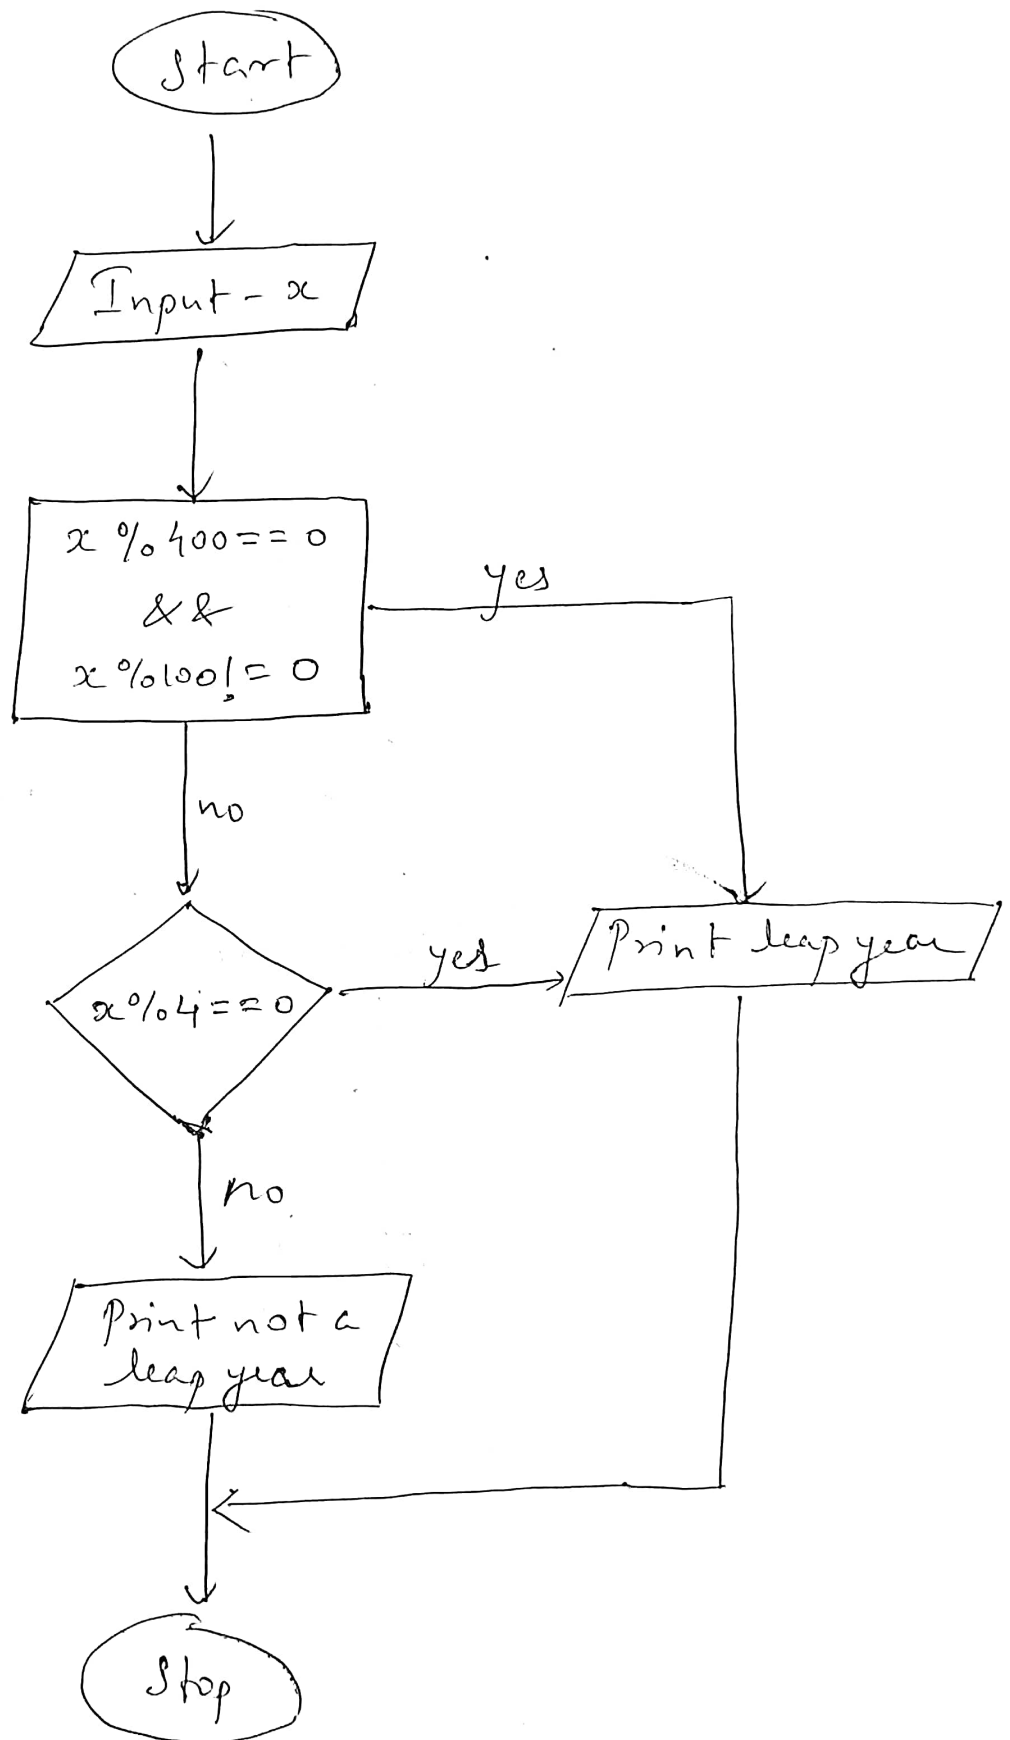 Start
Input - x
x % 400 == 0
&&
x % 100 != 0
yes
no
x % 4 == 0
yes
Print leap year
no
Print not a
leap year
Stop